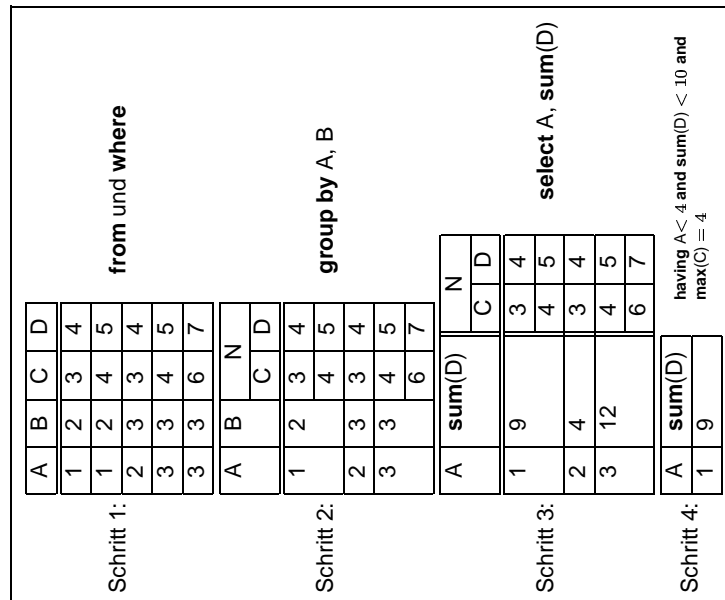 Schritt 1:
A B C D
1 2 3 4
1 2 4 5
2 3 3 4
3 3 4 5
3 3 6 7
from und where
Schritt 2:
A B N
C D
1 2 3 4
4 5
2 3 3 4
3 3 4 5
6 7
group by A, B
Schritt 3:
A sum(D) N
C D
1 9 3 4
4 5
2 4 3 4
3 12 4 5
6 7
select A, sum(D)
Schritt 4:
A sum(D)
1 9
having A< 4 and sum(D) < 10 and
max(C) = 4